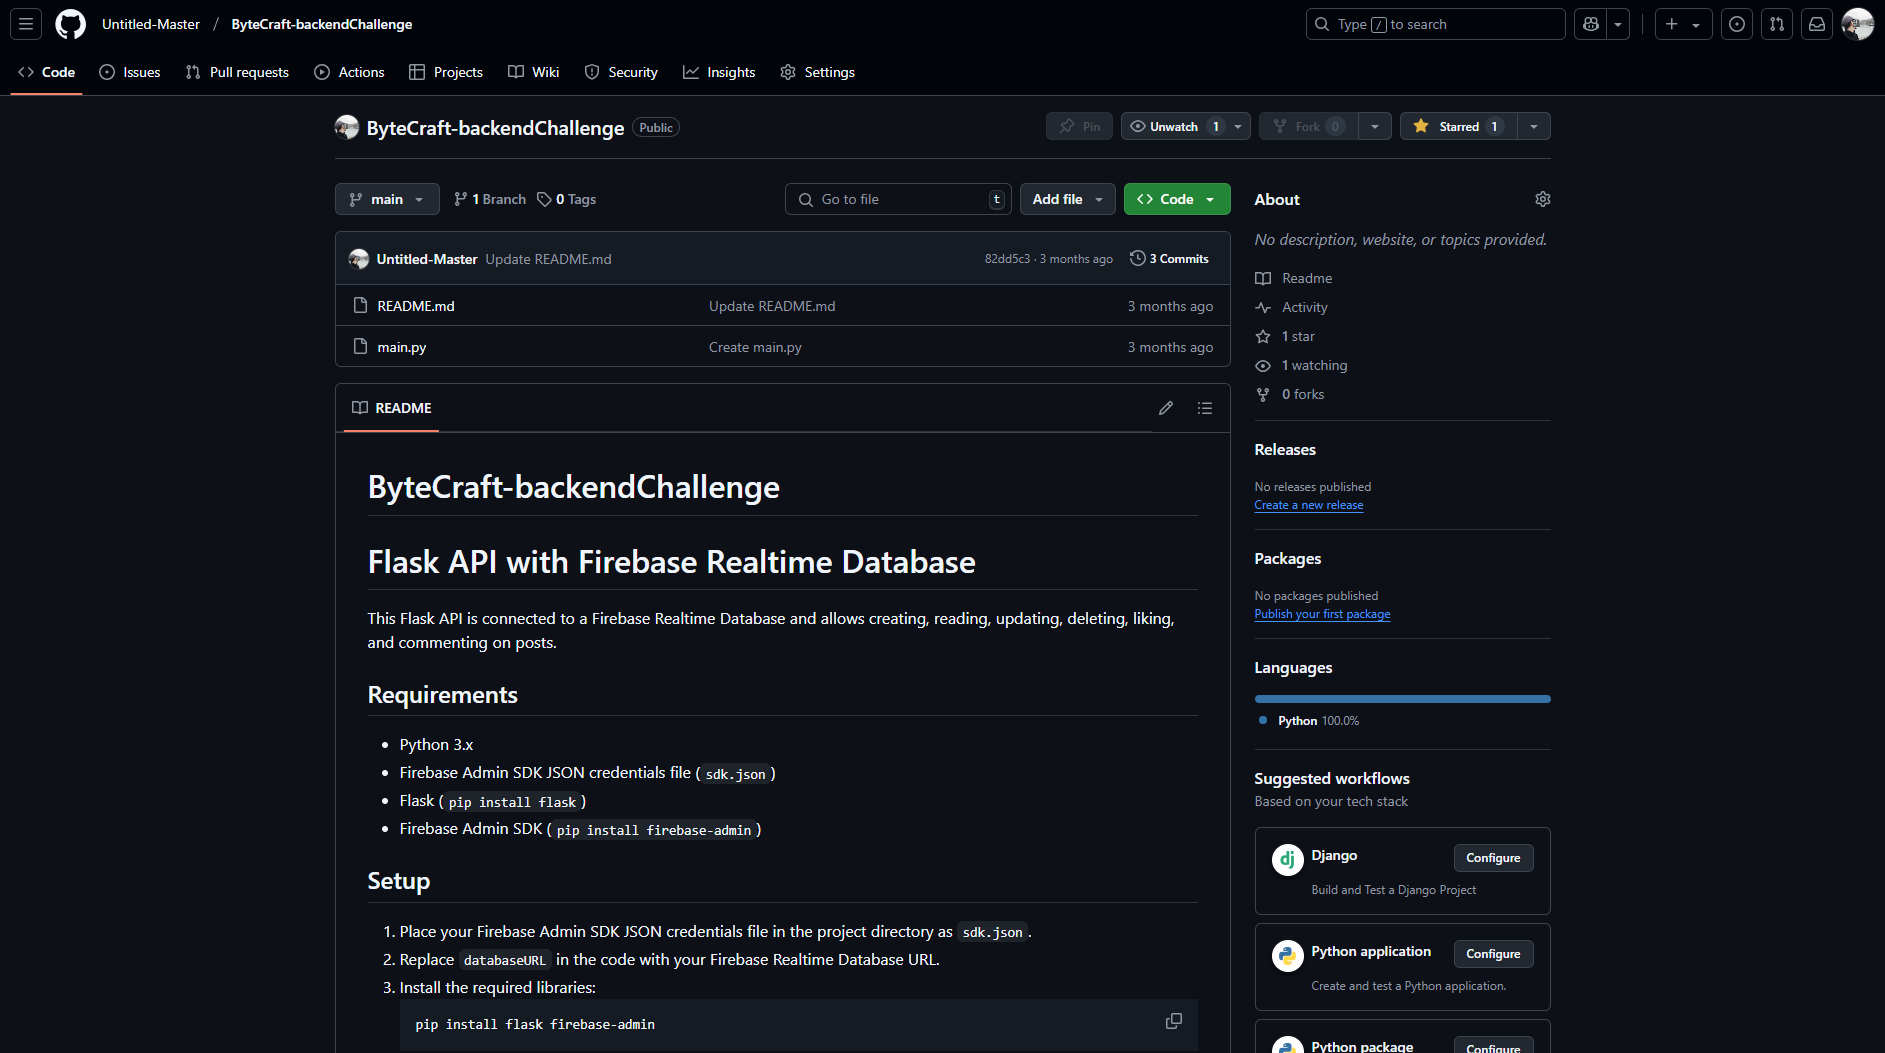 Untitled-Master / ByteCraft-backendChallenge
Type / to search
Code Issues Pull requests Actions Projects Wiki Security Insights Settings
ByteCraft-backendChallenge Public
Pin Unwatch 1 Fork 0 Starred 1
main 1 Branch 0 Tags Go to file t Add file Code
Untitled-Master Update README.md 82dd5c3 · 3 months ago 3 Commits
README.md Update README.md 3 months ago
main.py Create main.py 3 months ago
README
ByteCraft-backendChallenge
Flask API with Firebase Realtime Database
This Flask API is connected to a Firebase Realtime Database and allows creating, reading, updating, deleting, liking,
and commenting on posts.
Requirements
• Python 3.x
• Firebase Admin SDK JSON credentials file ( sdk.json )
• Flask ( pip install flask )
• Firebase Admin SDK ( pip install firebase-admin )
Setup
1. Place your Firebase Admin SDK JSON credentials file in the project directory as sdk.json .
2. Replace databaseURL in the code with your Firebase Realtime Database URL.
3. Install the required libraries:
pip install flask firebase-admin
About
No description, website, or topics provided.
Readme
Activity
1 star
1 watching
0 forks
Releases
No releases published
Create a new release
Packages
No packages published
Publish your first package
Languages
Python 100.0%
Suggested workflows
Based on your tech stack
dj Django Configure
Build and Test a Django Project
Python application Configure
Create and test a Python application.
Python package Configure